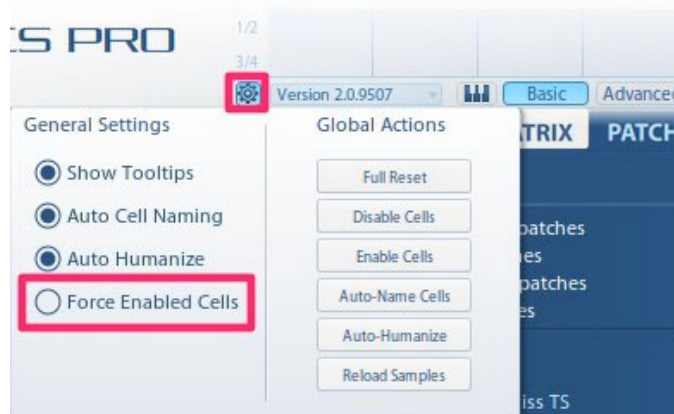 CS PRO
1/2
3/4
Version 2.0.9507
Basic
Advanced
General Settings
Global Actions
TRIX
PATCH
Show Tooltips
Full Reset
Auto Cell Naming
Disable Cells
patches
Auto Humanize
Enable Cells
es
patches
Force Enabled Cells
Auto-Name Cells
es
Auto-Humanize
Reload Samples
iss TS